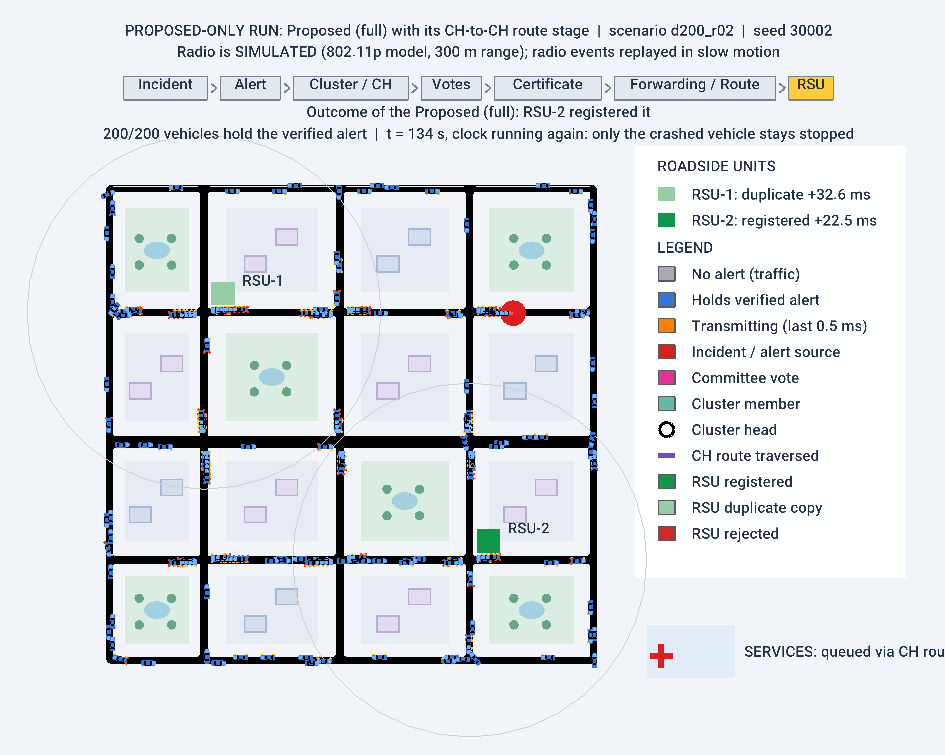 PROPOSED-ONLY RUN: Proposed (full) with its CH-to-CH route stage | scenario d200_r02 | seed 30002
Radio is SIMULATED (802.11p model, 300 m range); radio events replayed in slow motion
Incident > Alert > Cluster / CH > Votes > Certificate > Forwarding / Route > RSU
Outcome of the Proposed (full): RSU-2 registered it
200/200 vehicles hold the verified alert | t = 134 s, clock running again: only the crashed vehicle stays stopped
ROADSIDE UNITS
RSU-1: duplicate +32.6 ms
RSU-2: registered +22.5 ms
LEGEND
No alert (traffic)
Holds verified alert
Transmitting (last 0.5 ms)
Incident / alert source
Committee vote
Cluster member
Cluster head
CH route traversed
RSU registered
RSU duplicate copy
RSU rejected
RSU-1
RSU-2
SERVICES: queued via CH rou